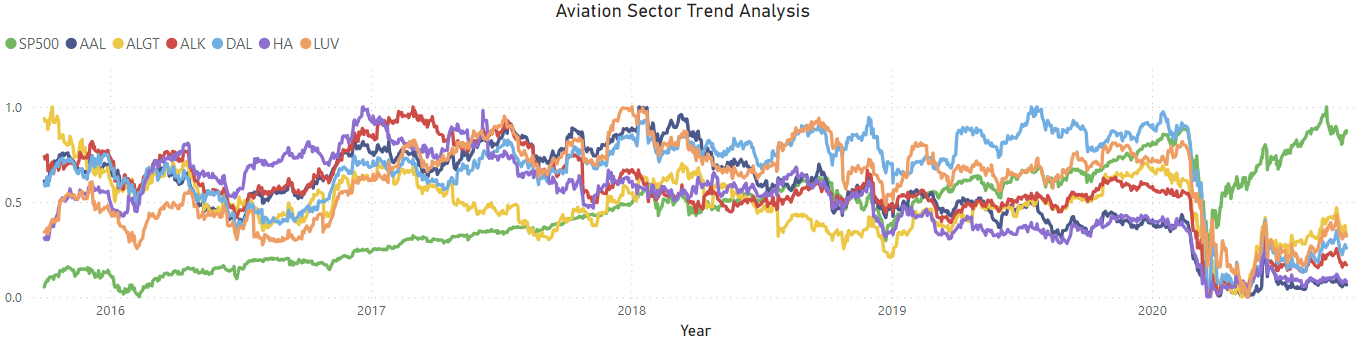 Aviation Sector Trend Analysis
SP500 AAL ALGT ALK DAL HA LUV
1.0
0.5
0.0
2016 2017 2018 2019 2020
Year